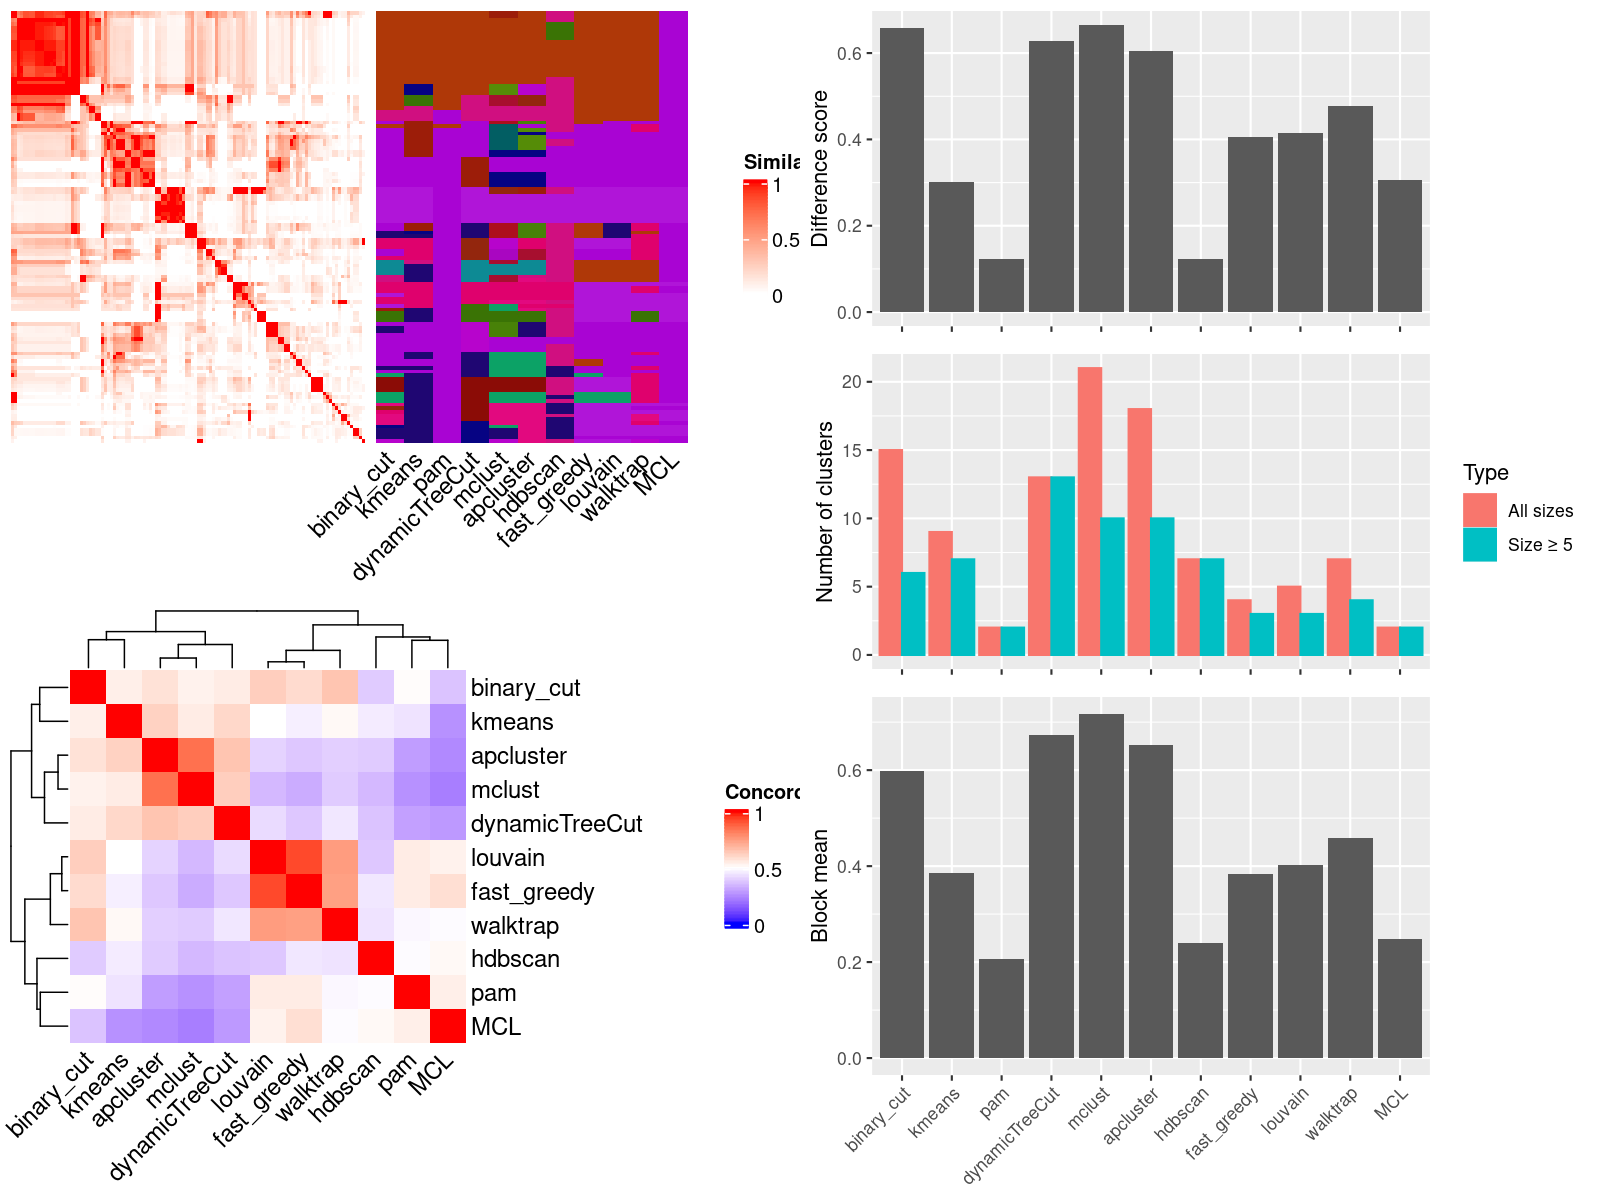 Simila
1
0.5
0
binary_cut
kmeans
pam
dynamicTreeCut
mclust
apcluster
hdbscan
fast_greedy
louvain
walktrap
MCL
binary_cut
kmeans
apcluster
mclust
dynamicTreeCut
louvain
fast_greedy
walktrap
hdbscan
pam
MCL
Concord
1
0.5
0
binary_cut
kmeans
apcluster
mclust
dynamicTreeCut
louvain
fast_greedy
walktrap
hdbscan
pam
MCL
Difference score
0.6
0.4
0.2
0.0
Number of clusters
20
15
10
5
0
Type
All sizes
Size ≥ 5
Block mean
0.6
0.4
0.2
0.0
binary_cut
kmeans
pam
dynamicTreeCut
mclust
apcluster
hdbscan
fast_greedy
louvain
walktrap
MCL